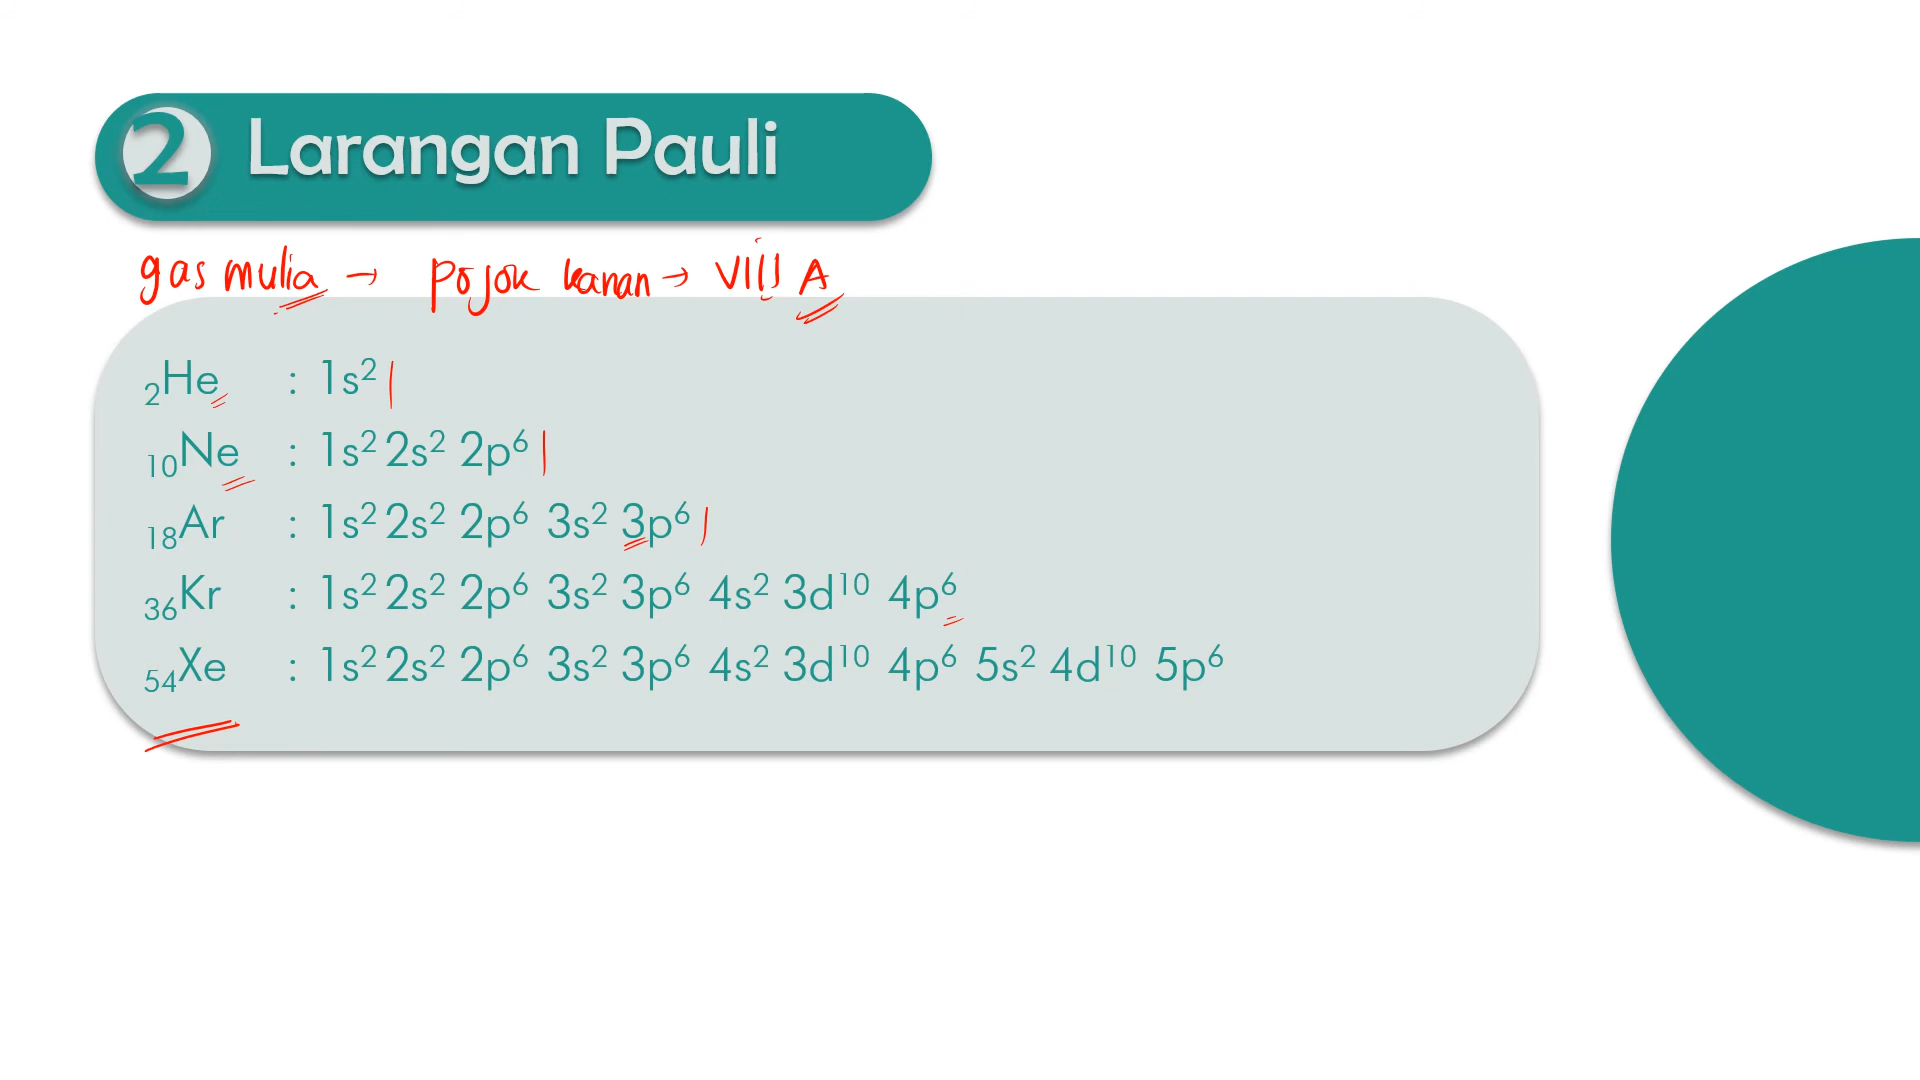 2 Larangan Pauli
gas mulia → pojok kanan → VIII A
₂He : 1s² |
₁₀Ne : 1s² 2s² 2p⁶ |
₁₈Ar : 1s² 2s² 2p⁶ 3s² 3p⁶ |
₃₆Kr : 1s² 2s² 2p⁶ 3s² 3p⁶ 4s² 3d¹⁰ 4p⁶
₅₄Xe : 1s² 2s² 2p⁶ 3s² 3p⁶ 4s² 3d¹⁰ 4p⁶ 5s² 4d¹⁰ 5p⁶